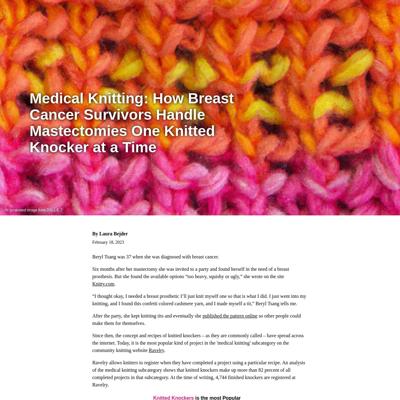 Medical Knitting: How Breast
Cancer Survivors Handle
Mastectomies One Knitted
Knocker at a Time
By Laura Bejder
February 18, 2023
Beryl Tsang was 37 when she was diagnosed with breast cancer.
Six months after her mastectomy she was invited to a party and found herself in the need of a breast
prosthesis. But she found the available options “too heavy, squishy or ugly,” she wrote on the site
Knitty.com.
“I thought okay, I needed a breast prosthetic I’ll just knit myself one so that is what I did. I just went into my
knitting, and I found this confetti colored cashmere yarn, and I made myself a tit,” Beryl Tsang tells me.
After the party, she kept knitting tits and eventually she published the pattern online so other people could
make them for themselves.
Since then, the concept and recipes of knitted knockers – as they are commonly called – have spread across
the internet. Today, it is the most popular kind of project in the 'medical knitting' subcategory on the
community knitting website Ravelry.
Ravelry allows knitters to register when they have completed a project using a particular recipe. An analysis
of the medical knitting subcategory shows that knitted knockers make up more than 82 percent of all
completed projects in that subcategory. At the time of writing, 4,744 finished knockers are registered at
Ravelry.
Knitted Knockers is the most Popular